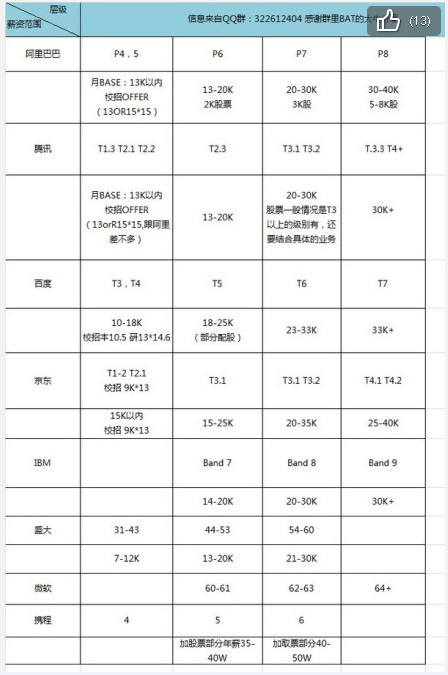 层级
薪资范围
信息来自QQ群：322612404 感谢群里BAT的大
(13)
阿里巴巴 P4，5 P6 P7 P8
月BASE：13K以内
校招OFFER
（13OR15*15）
13-20K
2K股票
20-30K
3K股
30-40K
5-8K股
腾讯 T1.3 T2.1 T2.2 T2.3 T3.1 T3.2 T.3.3 T4+
月BASE：13K以内
校招OFFER
（13orR15*15,跟阿里
差不多）
13-20K
20-30K
股票一般情况是T3
以上的级别有，还
要结合具体的业务
30K+
百度 T3，T4 T5 T6 T7
10-18K
校招本10.5 研13*14.6
18-25K
（部分配股）
23-33K
33K+
京东
T1-2 T2.1
校招 9K*13
T3.1 T3.1 T3.2 T4.1 T4.2
15K以内
校招 9K*13
15-25K 20-35K 25-40K
IBM Band 7 Band 8 Band 9
14-20K 20-30K 30K+
盛大 31-43 44-53 54-60
7-12K 13-20K 21-30K
微软 60-61 62-63 64+
携程 4 5 6
加股票部分年薪35-
40W
加取票部分40-
50W